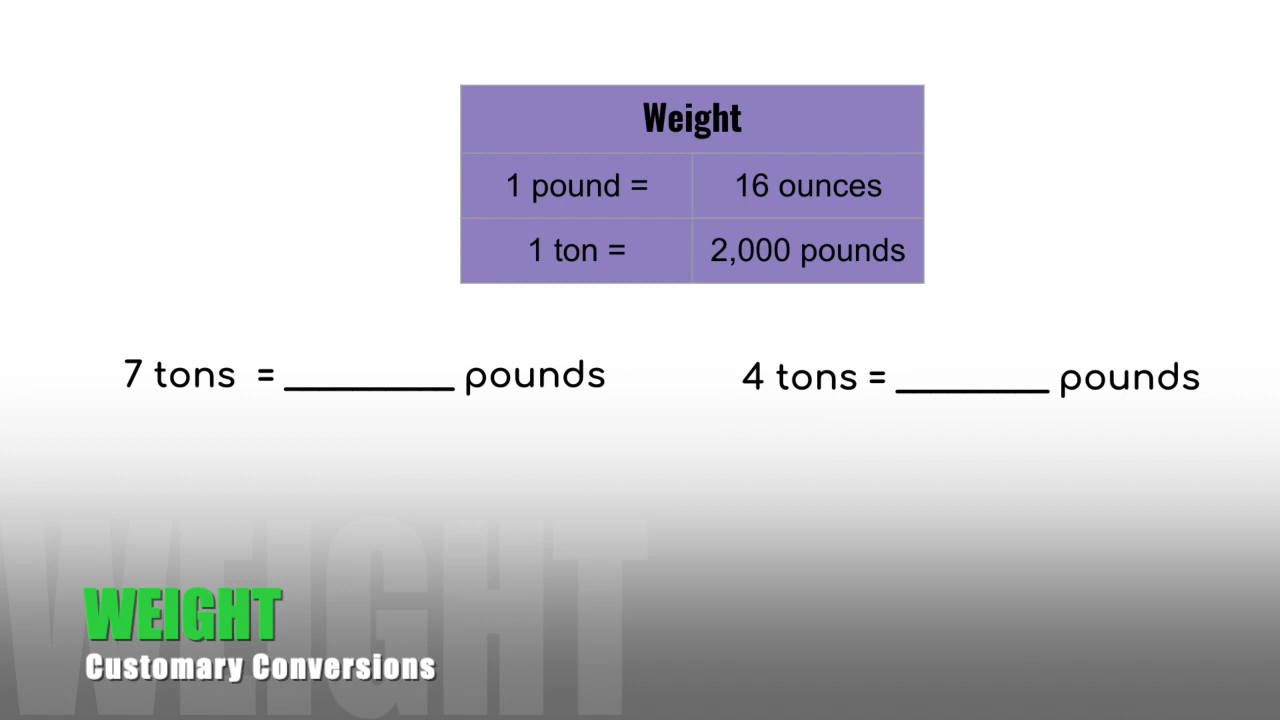 Weight
1 pound = 16 ounces
1 ton = 2,000 pounds
7 tons = ________ pounds
4 tons = _______ pounds
WEIGHT
WEIGHT
Customary Conversions